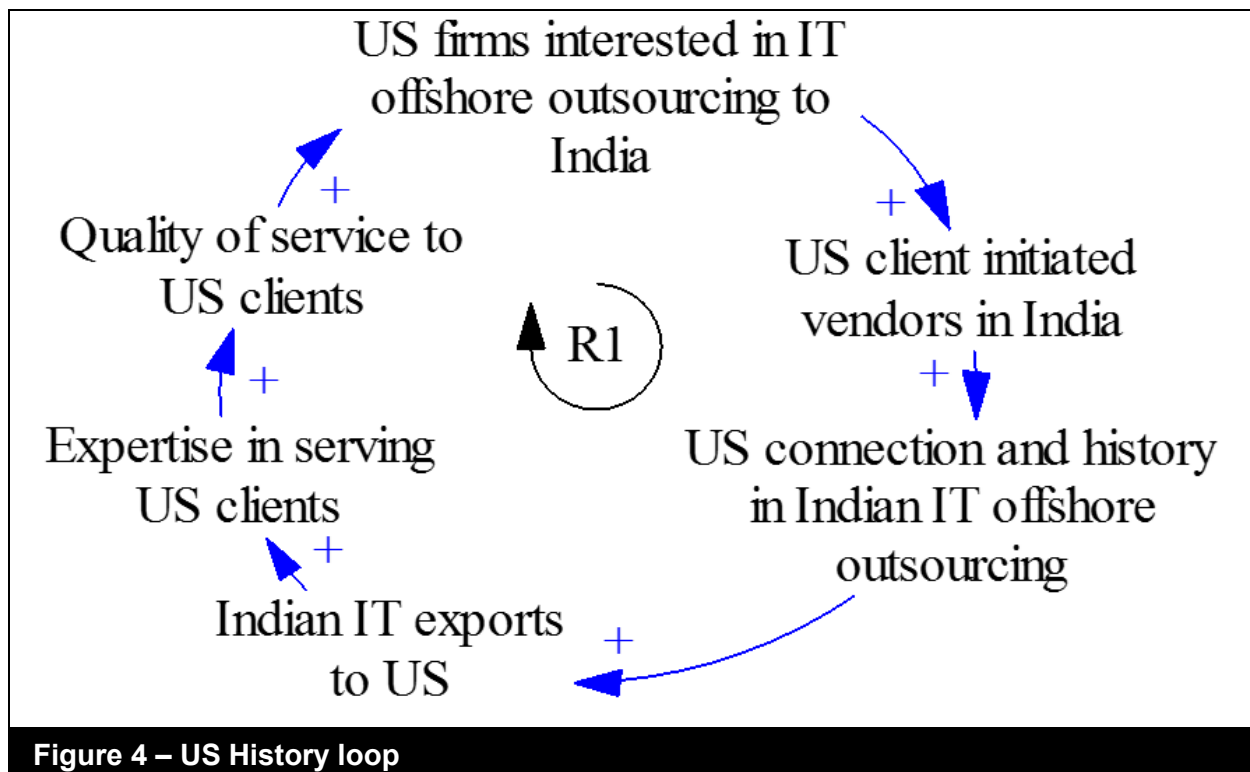 US firms interested in IT
offshore outsourcing to
India
+
US client initiated
vendors in India
+
US connection and history
in Indian IT offshore
outsourcing
+
Indian IT exports
to US
+
Expertise in serving
US clients
+
Quality of service to
US clients
+
R1
Figure 4 – US History loop